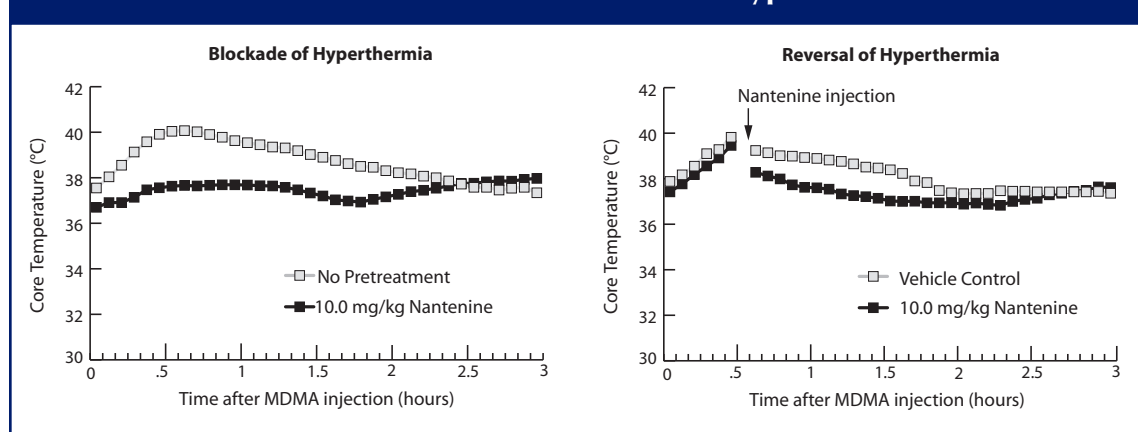 Blockade of Hyperthermia
42
40
38
36
34
32
30
Core Temperature (°C)
No Pretreatment
10.0 mg/kg Nantenine
0
.5
1
1.5
2
2.5
3
Time after MDMA injection (hours)
Reversal of Hyperthermia
42
40
38
36
34
32
30
Core Temperature (°C)
Nantenine injection
Vehicle Control
10.0 mg/kg Nantenine
0
.5
1
1.5
2
2.5
3
Time after MDMA injection (hours)